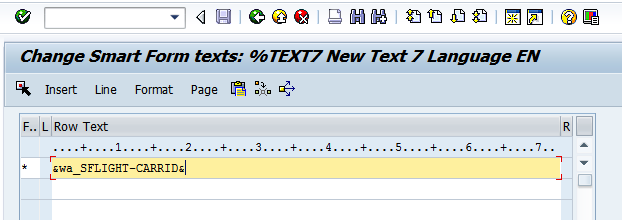 Change Smart Form texts: %TEXT7 New Text 7 Language EN
Insert Line Format Page
F.. L Row Text R
....+....1....+....2....+....3....+....4....+....5....+....6....+....7..
* &wa_SFLIGHT-CARRID&